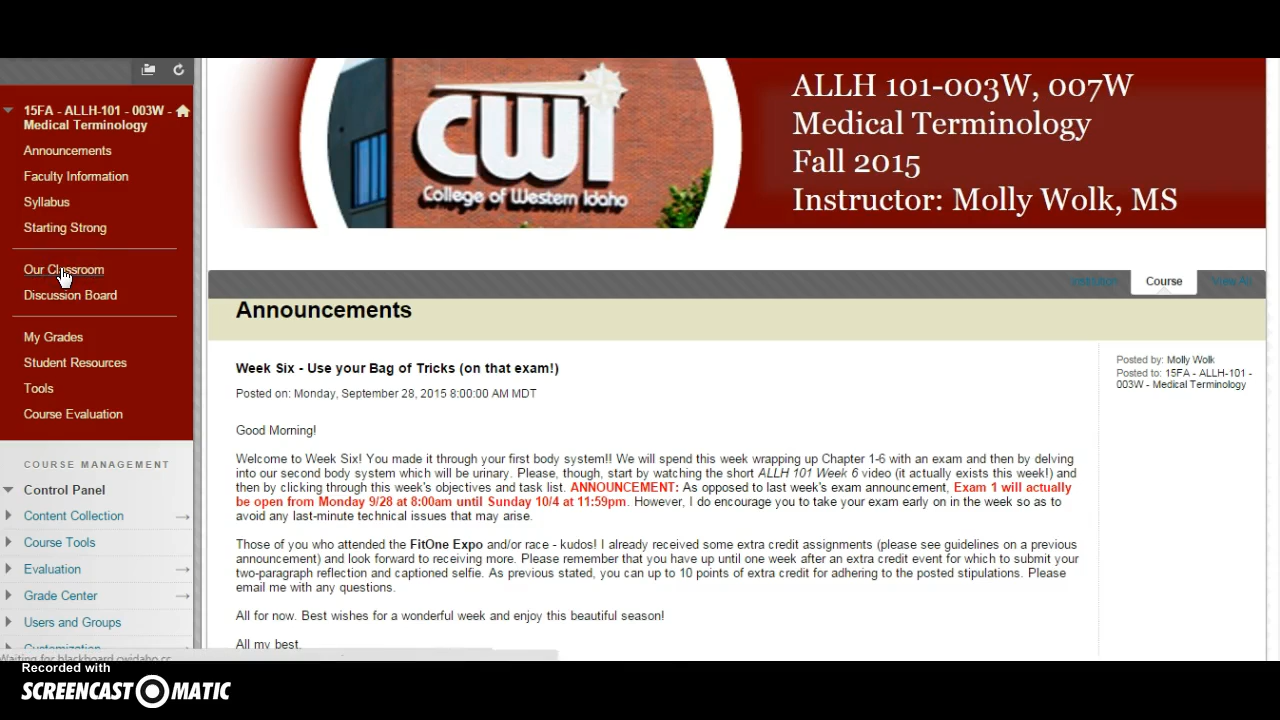 15FA - ALLH-101 - 003W -
Medical Terminology
Announcements
Faculty Information
Syllabus
Starting Strong
Our Classroom
Discussion Board
My Grades
Student Resources
Tools
Course Evaluation
COURSE MANAGEMENT
Control Panel
Content Collection
Course Tools
Evaluation
Grade Center
Users and Groups
Customization
cwi
College of Western Idaho
ALLH 101-003W, 007W
Medical Terminology
Fall 2015
Instructor: Molly Wolk, MS
Institution Course View All
Announcements
Week Six - Use your Bag of Tricks (on that exam!)
Posted on: Monday, September 28, 2015 8:00:00 AM MDT
Good Morning!
Welcome to Week Six! You made it through your first body system!! We will spend this week wrapping up Chapter 1-6 with an exam and then by delving
into our second body system which will be urinary. Please, though, start by watching the short ALLH 101 Week 6 video (it actually exists this week!) and
then by clicking through this week's objectives and task list. ANNOUNCEMENT: As opposed to last week's exam announcement, Exam 1 will actually
be open from Monday 9/28 at 8:00am until Sunday 10/4 at 11:59pm. However, I do encourage you to take your exam early on in the week so as to
avoid any last-minute technical issues that may arise.
Those of you who attended the FitOne Expo and/or race - kudos! I already received some extra credit assignments (please see guidelines on a previous
announcement) and look forward to receiving more. Please remember that you have up until one week after an extra credit event for which to submit your
two-paragraph reflection and captioned selfie. As previous stated, you can up to 10 points of extra credit for adhering to the posted stipulations. Please
email me with any questions.
All for now. Best wishes for a wonderful week and enjoy this beautiful season!
All my best,
Posted by: Molly Wolk
Posted to: 15FA - ALLH-101 -
003W - Medical Terminology
Recorded with
SCREENCAST MATIC